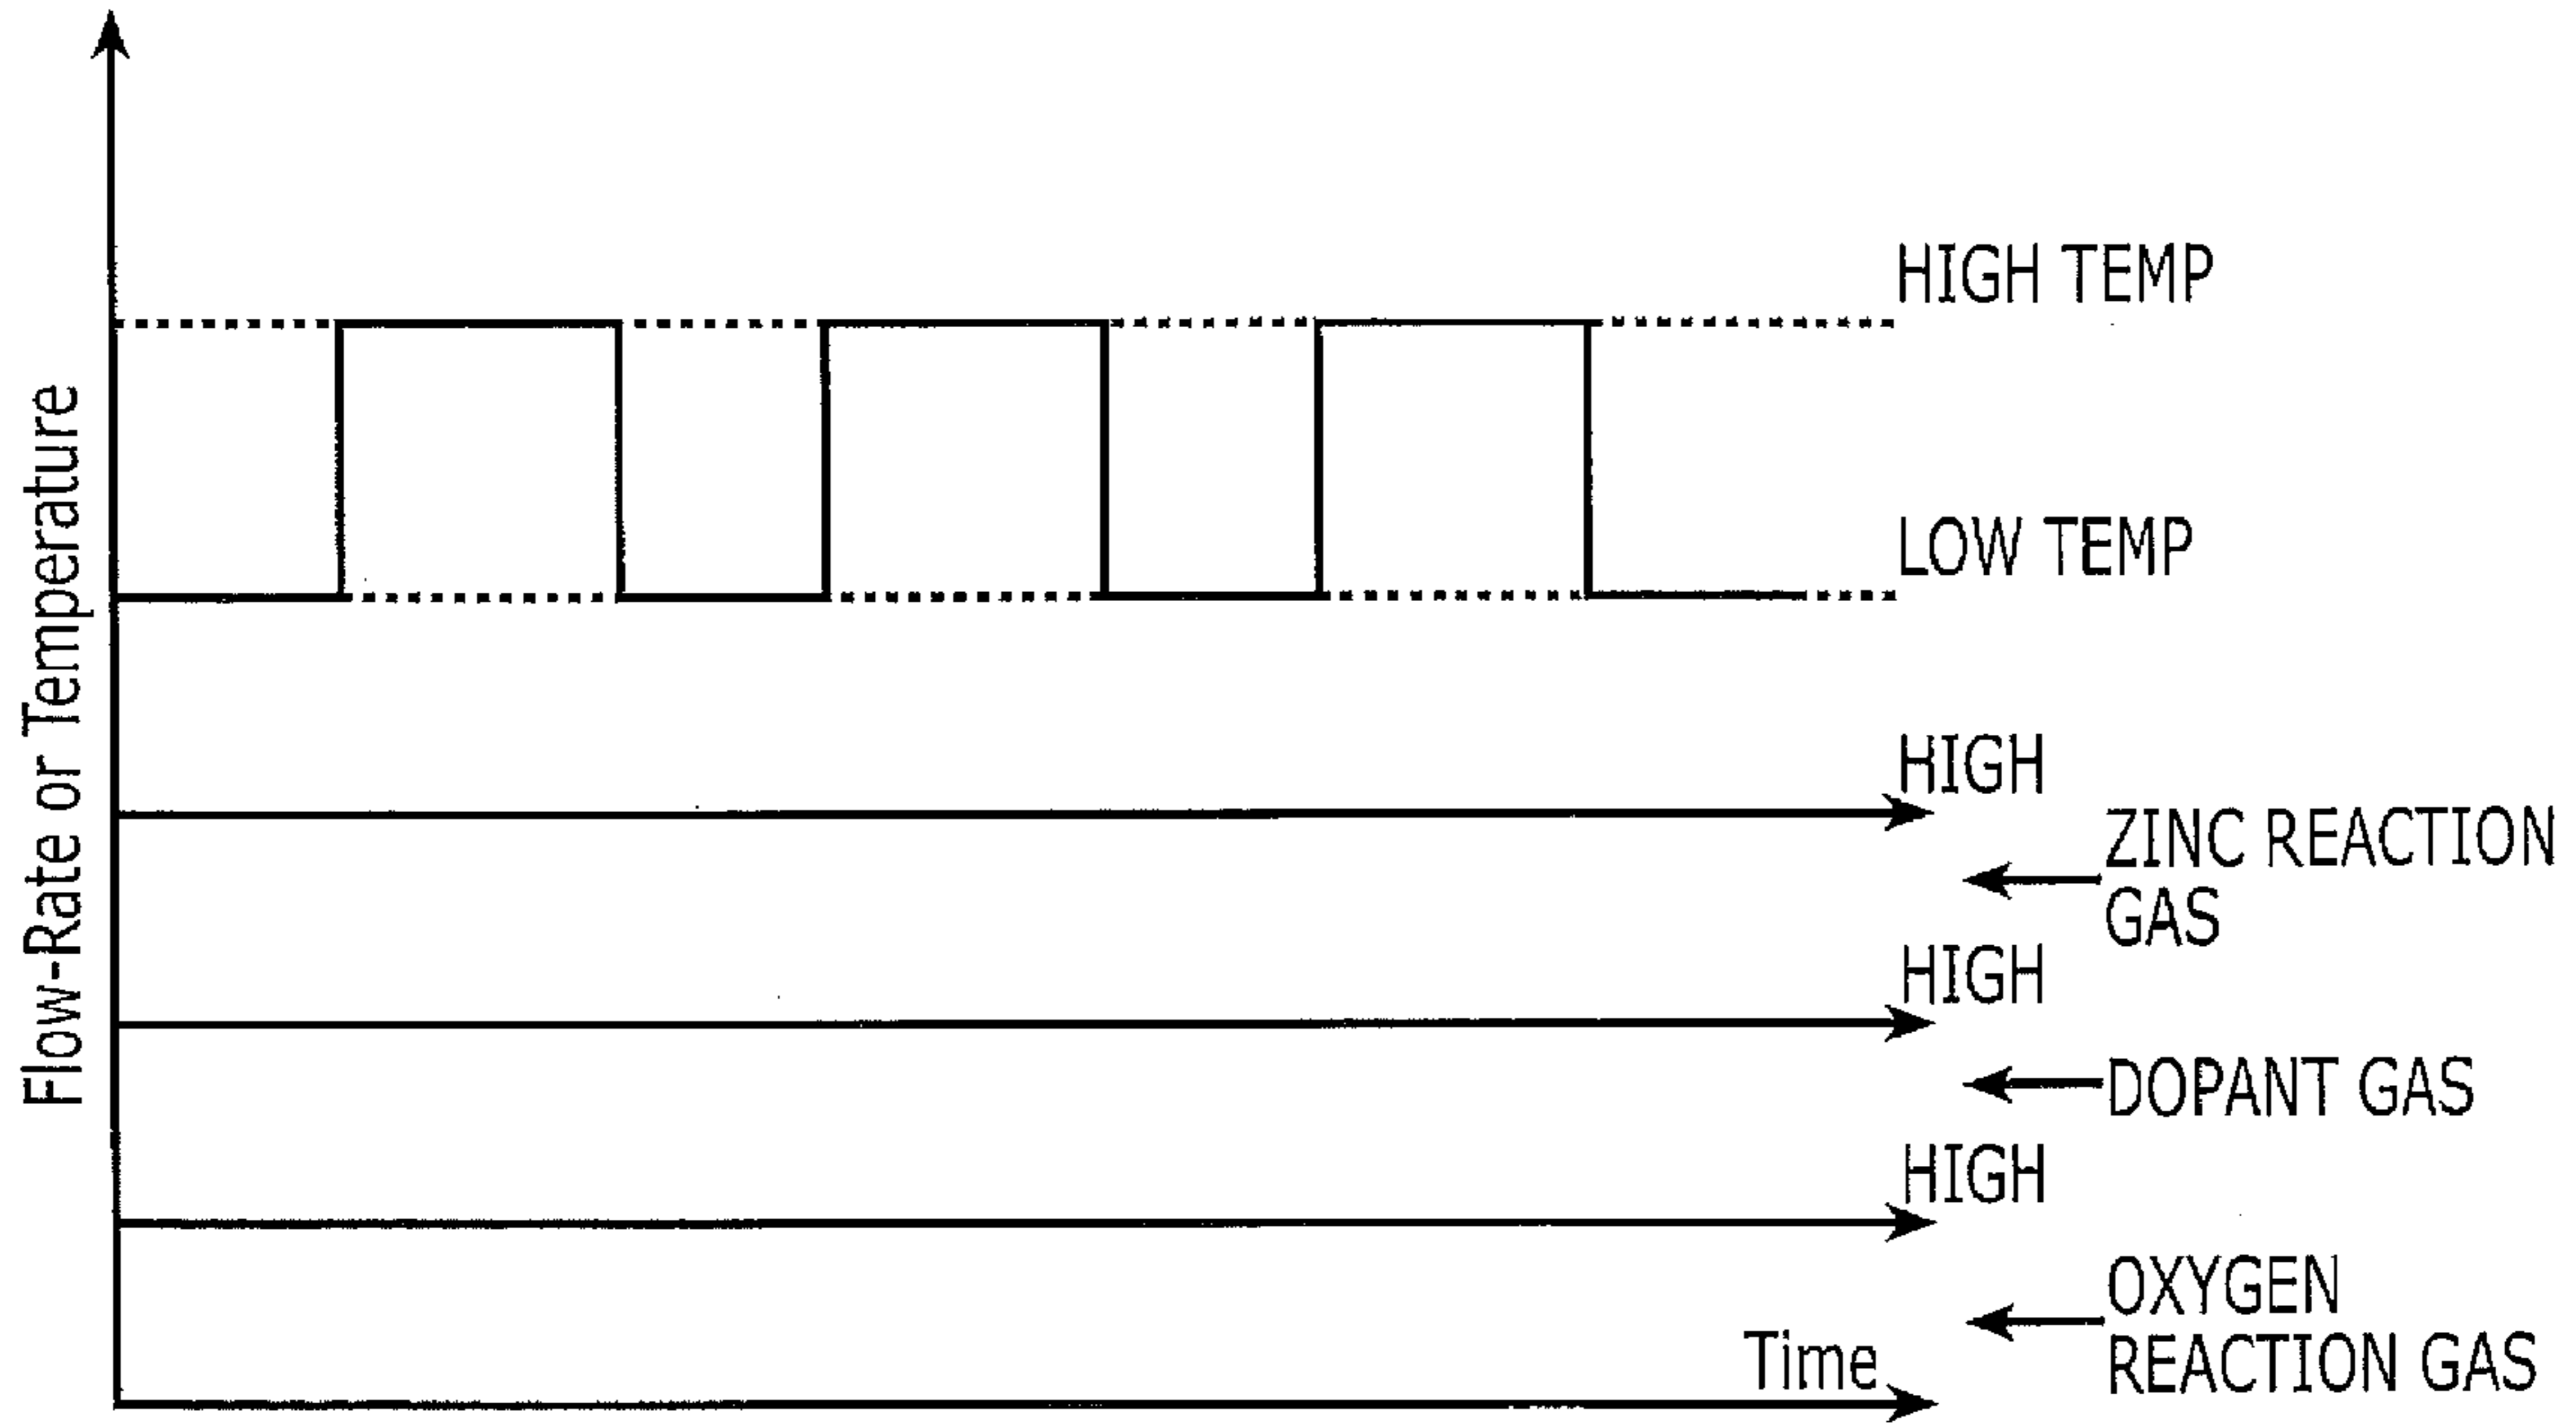 Flow-Rate or Temperature
HIGH TEMP
LOW TEMP
HIGH
ZINC REACTION
GAS
HIGH
DOPANT GAS
HIGH
OXYGEN
REACTION GAS
Time